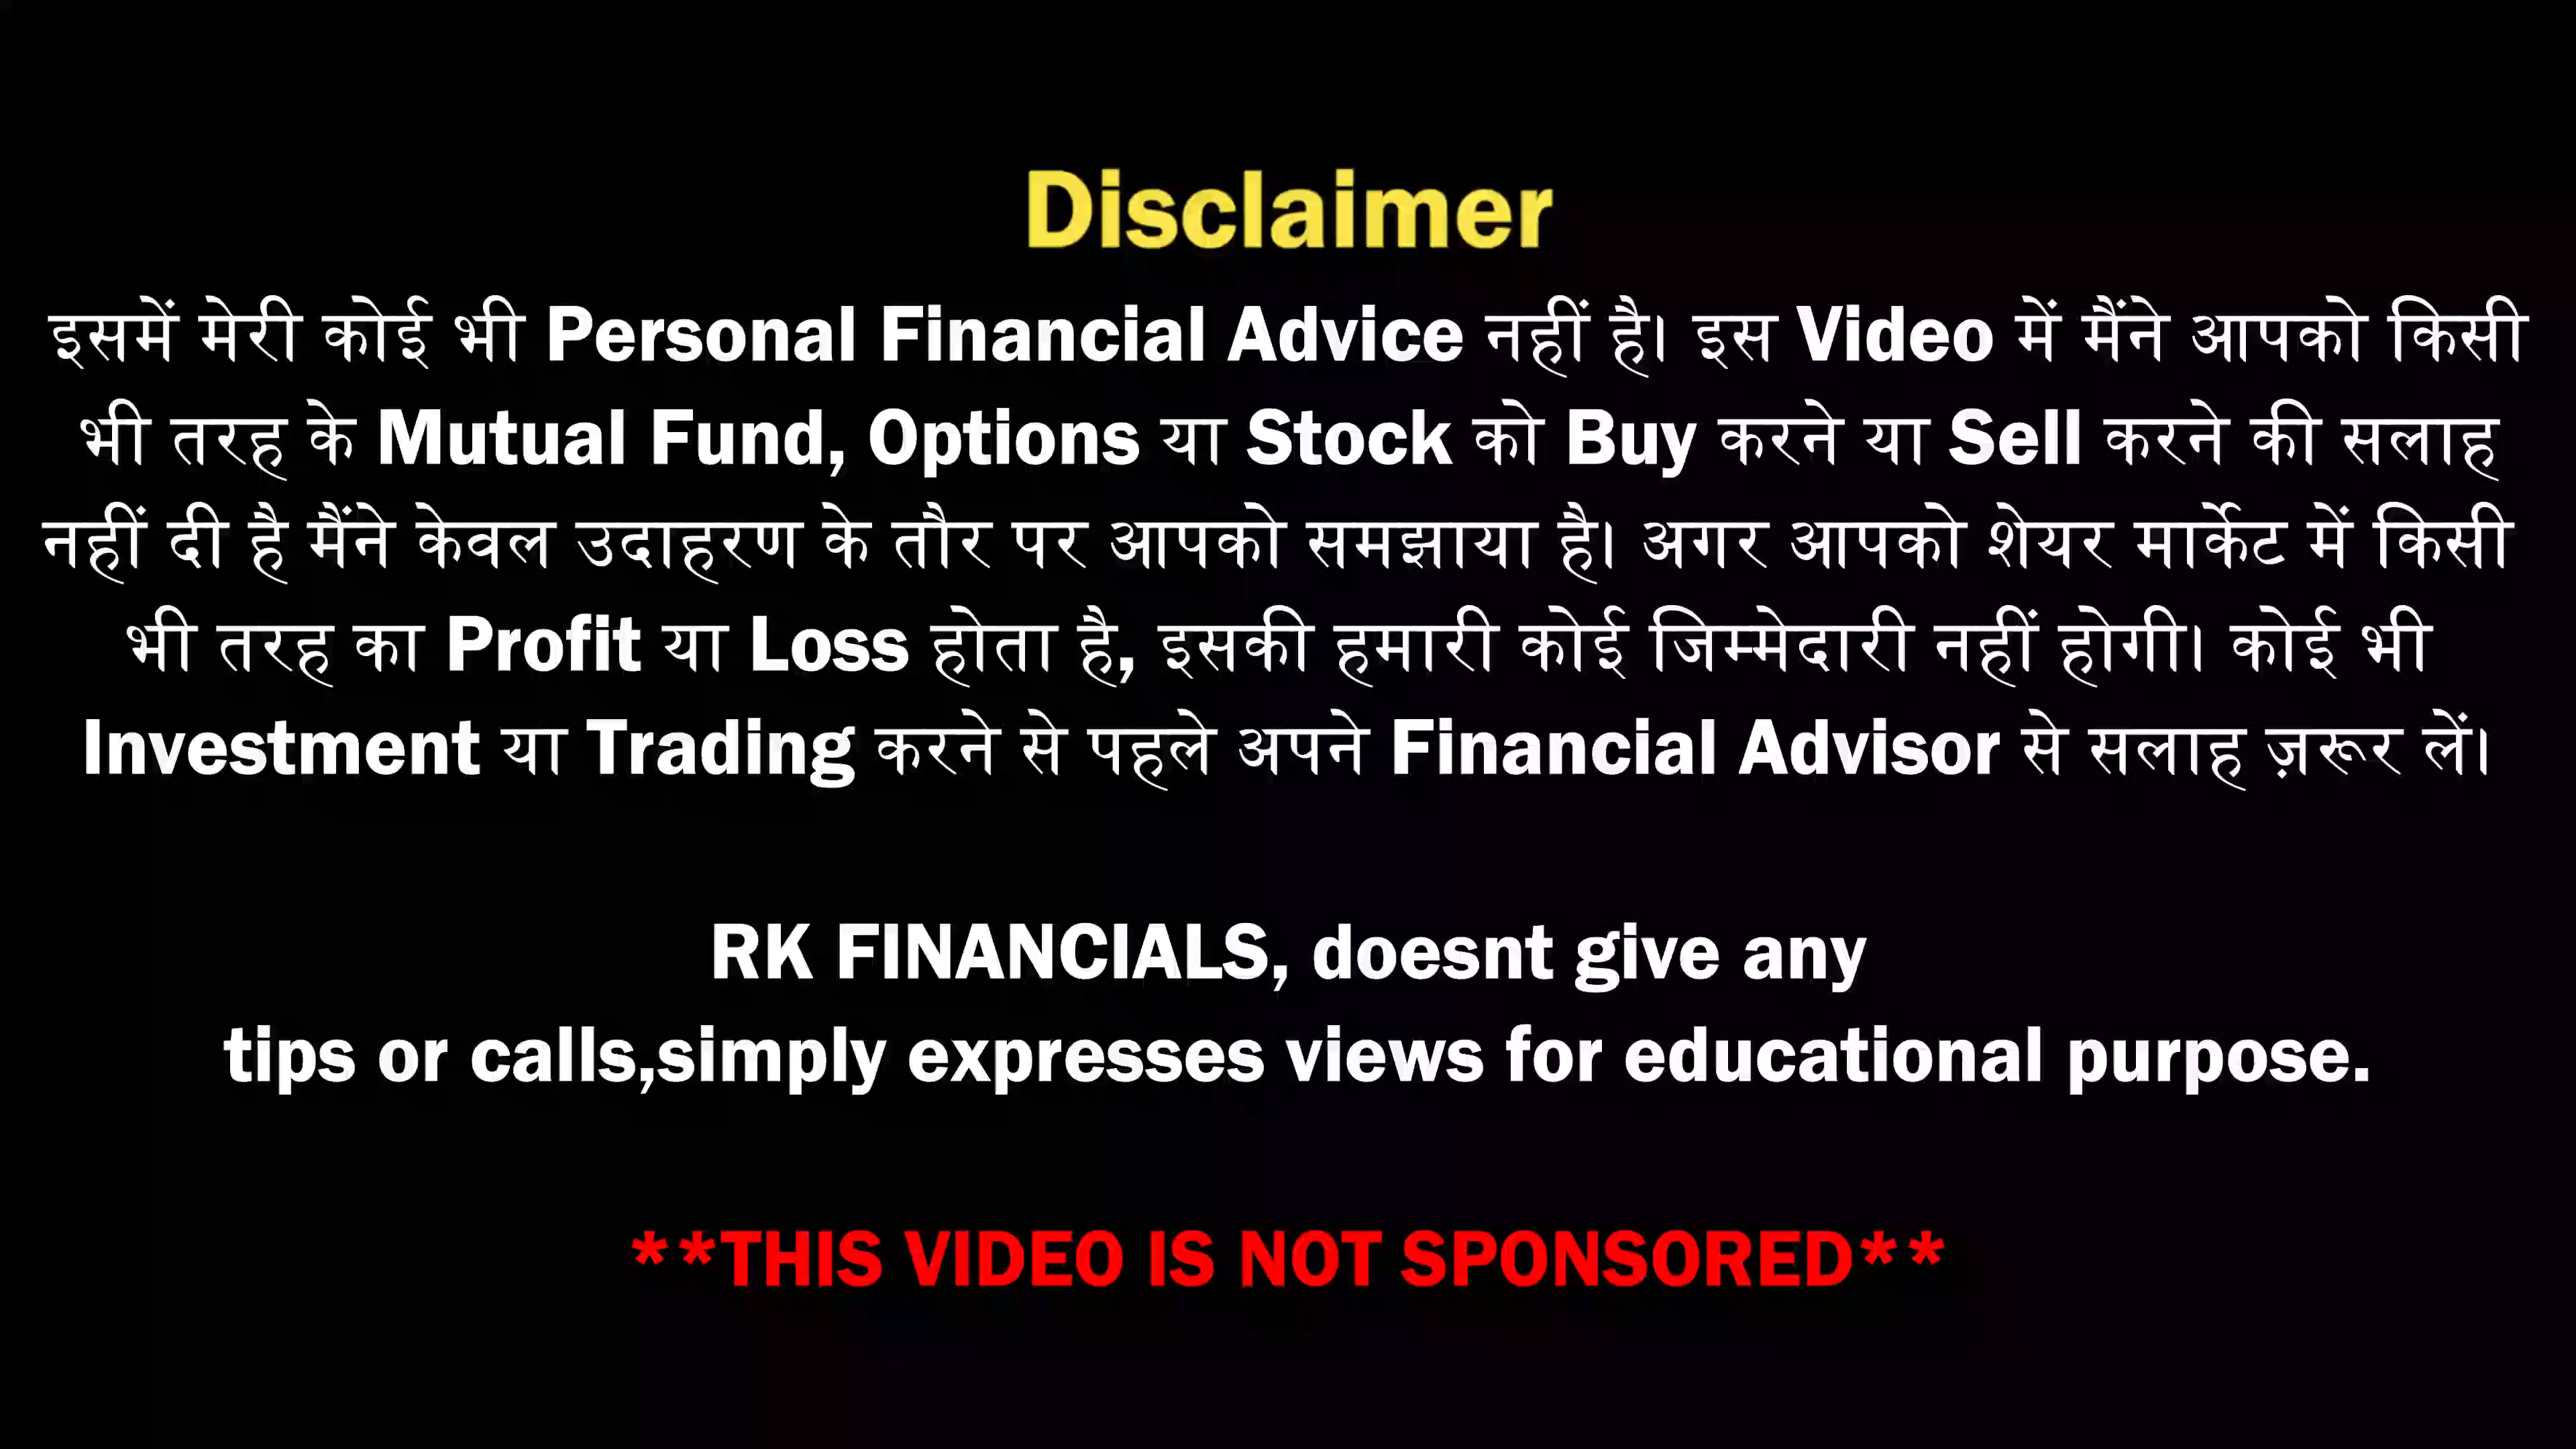 Disclaimer
इसमें मेरी कोई भी Personal Financial Advice नहीं है। इस Video में मैंने आपको किसी
भी तरह के Mutual Fund, Options या Stock को Buy करने या Sell करने की सलाह
नहीं दी है मैंने केवल उदाहरण के तौर पर आपको समझाया है। अगर आपको शेयर मार्केट में किसी
भी तरह का Profit या Loss होता है, इसकी हमारी कोई जिम्मेदारी नहीं होगी। कोई भी
Investment या Trading करने से पहले अपने Financial Advisor से सलाह ज़रूर लें।
RK FINANCIALS, doesnt give any
tips or calls,simply expresses views for educational purpose.
**THIS VIDEO IS NOT SPONSORED**